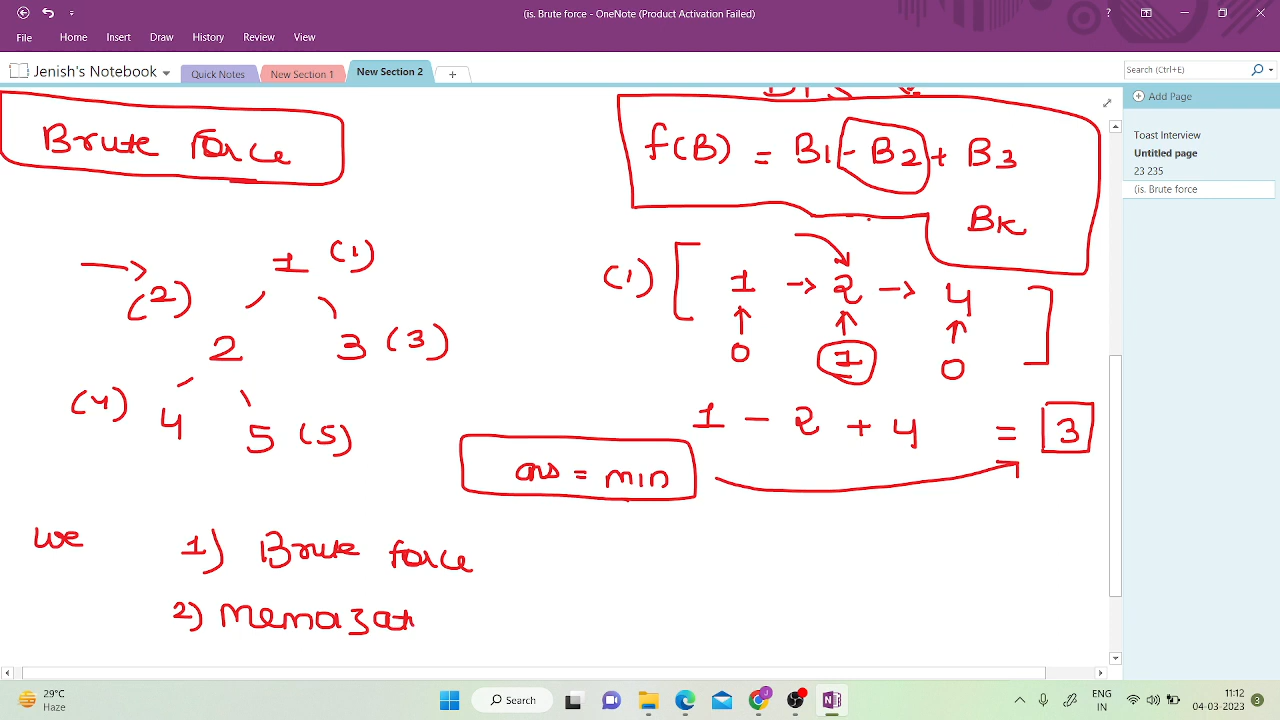 (is. Brute force - OneNote (Product Activation Failed)
?
File Home Insert Draw History Review View
Jenish's Notebook
Quick Notes
New Section 1
New Section 2
+
Search (Ctrl+E)
Add Page
Toast Interview
Untitled page
23 235
(is. Brute force
Brute Force
f(B) = B1 - B2 + B3
Bk
1 (1)
(2)
2 3 (3)
(4) 4 5 (5)
(1) [ 1 → 2 → 4 ]
0 1 0
1 - 2 + 4 = 3
ans = min
we 1) Brute force
2) Memozati
29°C
Haze
Search
ENG
IN
11:12
04-03-2023
3